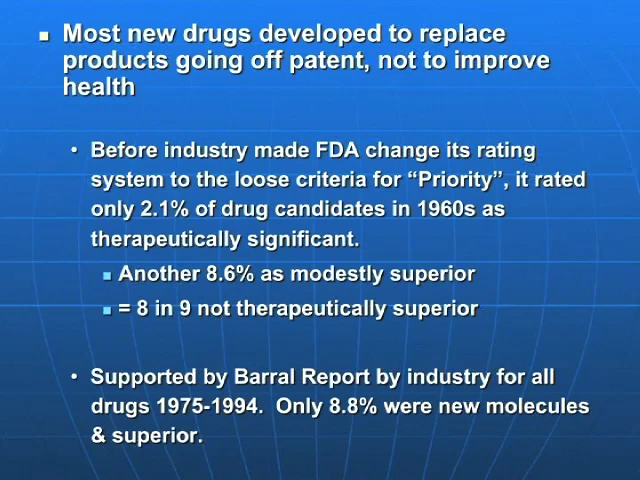 Most new drugs developed to replace
products going off patent, not to improve
health
Before industry made FDA change its rating
system to the loose criteria for “Priority”, it rated
only 2.1% of drug candidates in 1960s as
therapeutically significant.
Another 8.6% as modestly superior
= 8 in 9 not therapeutically superior
Supported by Barral Report by industry for all
drugs 1975-1994.  Only 8.8% were new molecules
& superior.